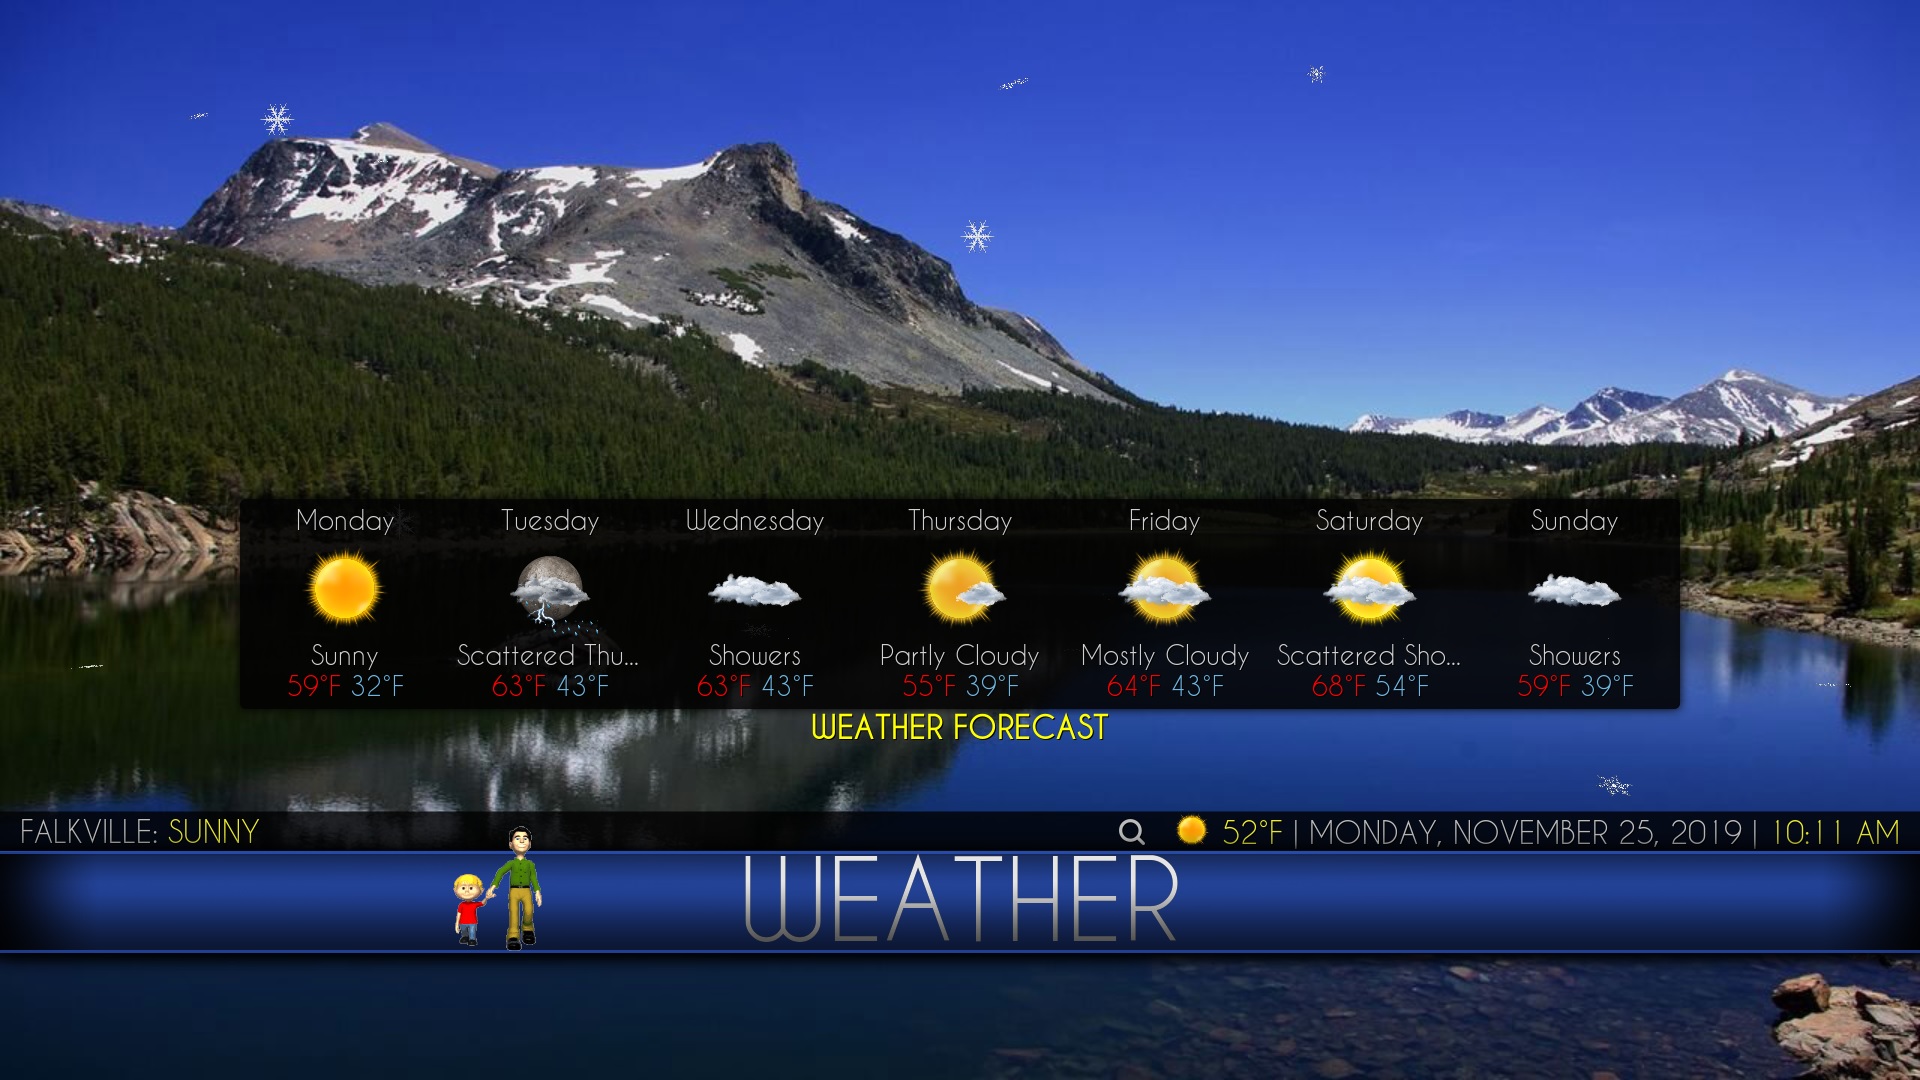 Monday Tuesday Wednesday Thursday Friday Saturday Sunday
Sunny Scattered Thu... Showers Partly Cloudy Mostly Cloudy Scattered Sho... Showers
59°F 32°F 63°F 43°F 63°F 43°F 55°F 39°F 64°F 43°F 68°F 54°F 59°F 39°F
WEATHER FORECAST
FALKVILLE: SUNNY 52°F | MONDAY, NOVEMBER 25, 2019 | 10:11 AM
WEATHER